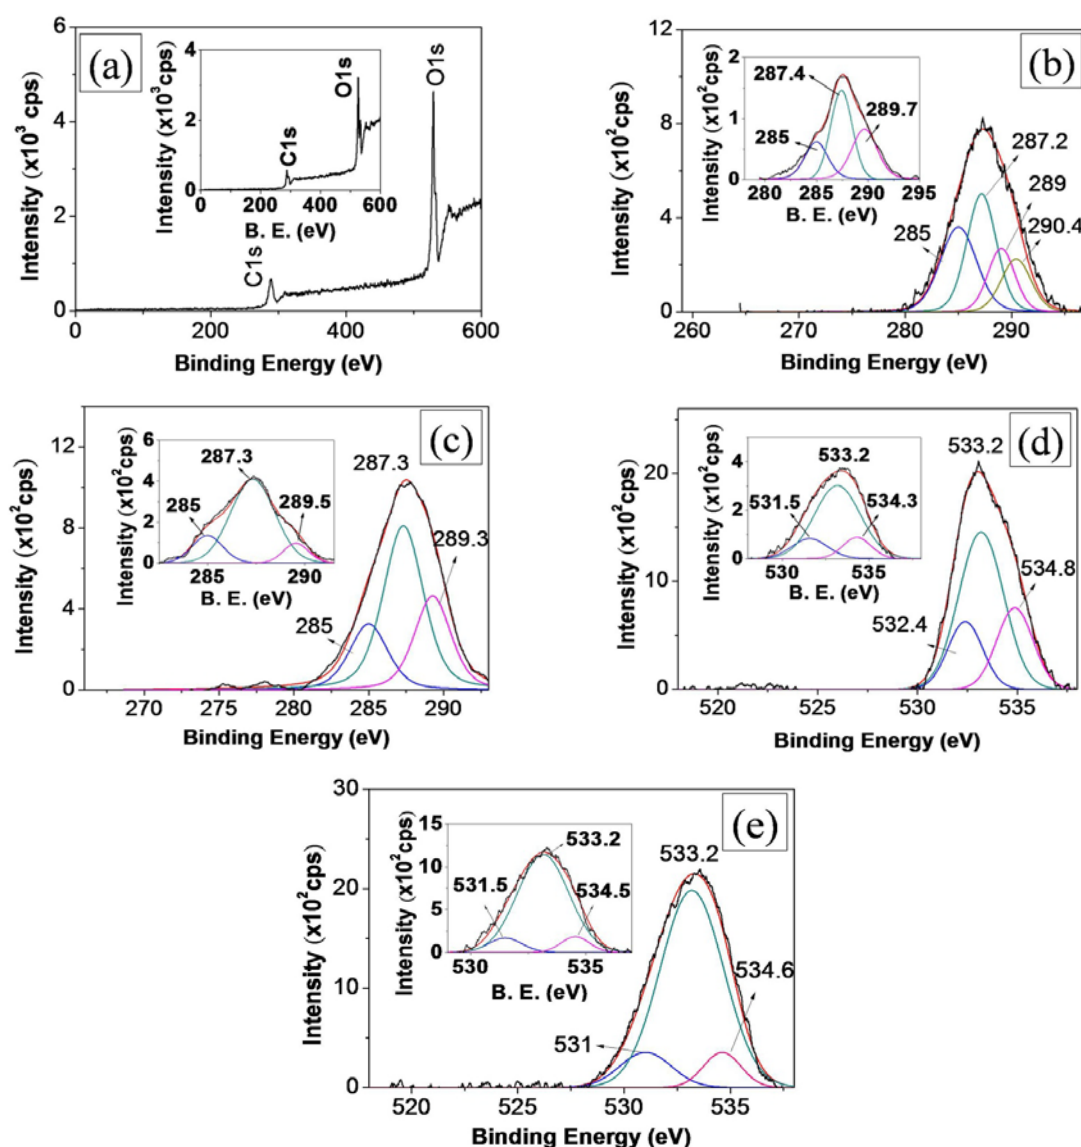 (a)
Intensity (x10³ cps)
6
4
2
0
C1s
O1s
0 200 400 600
Binding Energy (eV)
Intensity (x10³ cps)
4
2
0
C1s
O1s
0 200 400 600
B. E. (eV)
(b)
Intensity (x10² cps)
12
8
4
0
285
287.2
289
290.4
260 270 280 290
Binding Energy (eV)
Intensity (x10² cps)
2
1
0
287.4
285
289.7
280 285 290 295
B. E. (eV)
(c)
Intensity (x10²cps)
12
8
4
0
287.3
289.3
285
270 275 280 285 290
Binding Energy (eV)
Intensity (x10²cps)
6
4
2
0
287.3
285
289.5
285 290
B. E. (eV)
(d)
Intensity (x10²cps)
20
10
0
533.2
534.8
532.4
520 525 530 535
Binding Energy (eV)
Intensity (x10²cps)
4
2
0
533.2
531.5
534.3
530 535
B. E. (eV)
(e)
Intensity (x10²cps)
30
20
10
0
533.2
534.6
531
520 525 530 535
Binding Energy (eV)
Intensity (x10²cps)
15
10
5
0
533.2
531.5
534.5
530 535
B. E. (eV)